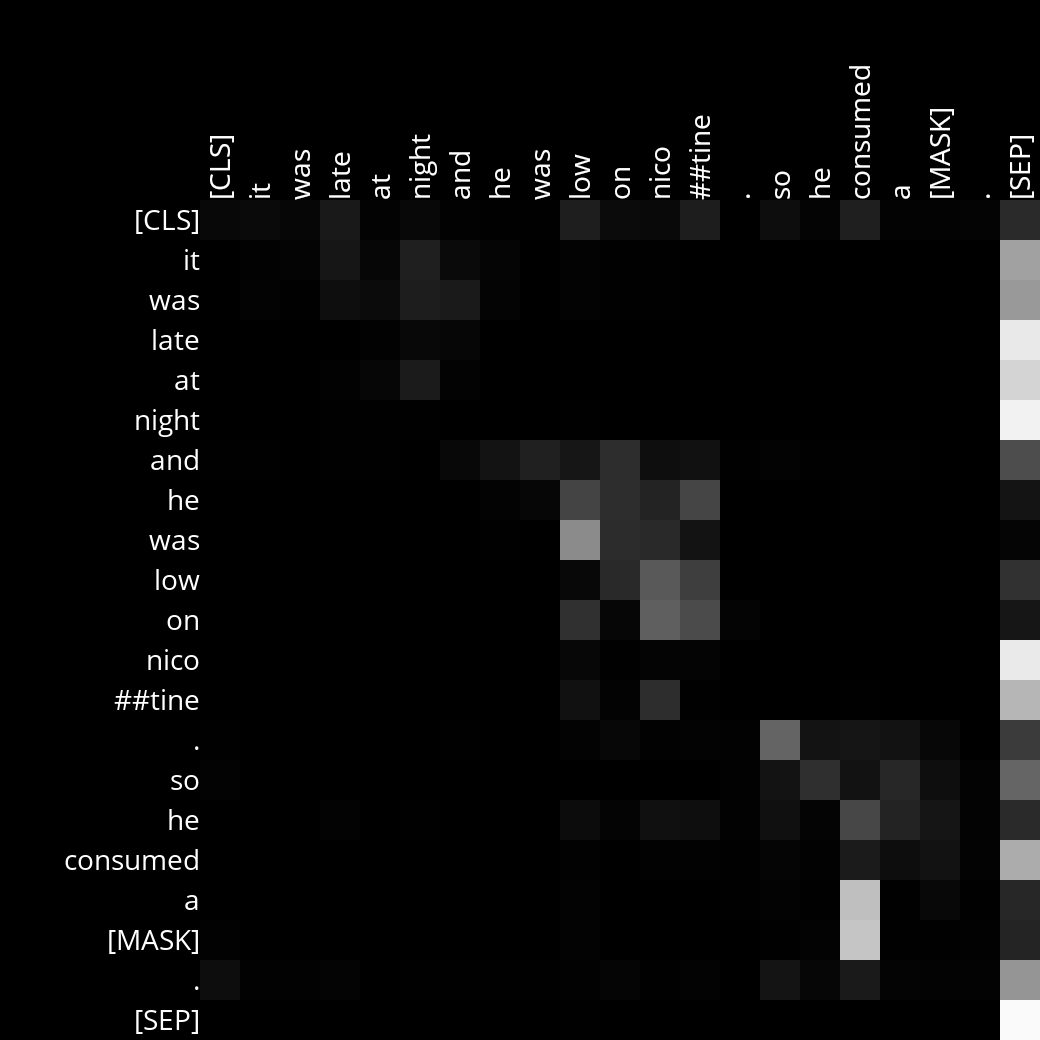 [CLS] it was late at night and he was low on nico ##tine . so he consumed a [MASK] . [SEP]
[CLS]
it
was
late
at
night
and
he
was
low
on
nico
##tine
.
so
he
consumed
a
[MASK]
.
[SEP]